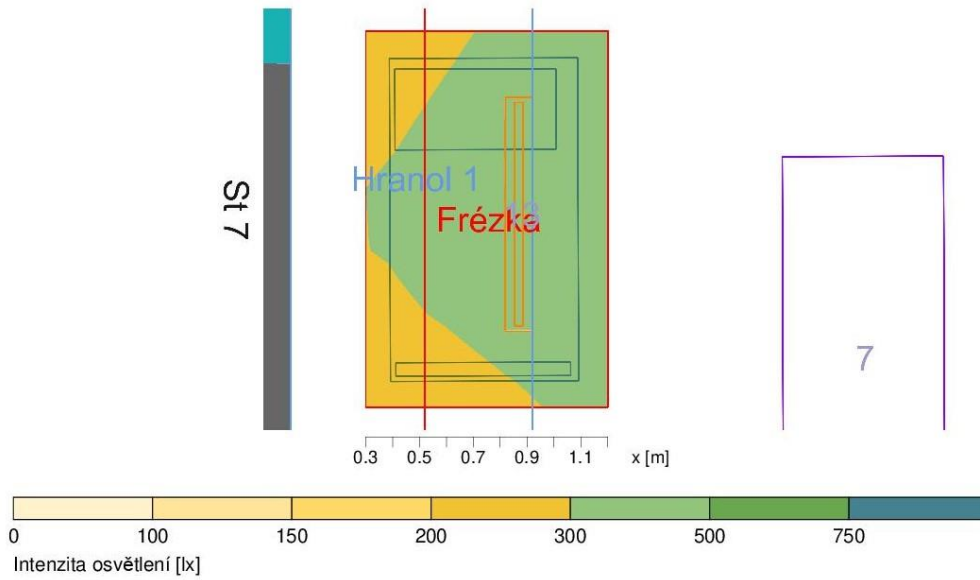 St 7
Hranol 1
Frézka
13
7
0.3 0.5 0.7 0.9 1.1 x [m]
0 100 150 200 300 500 750
Intenzita osvětlení [lx]